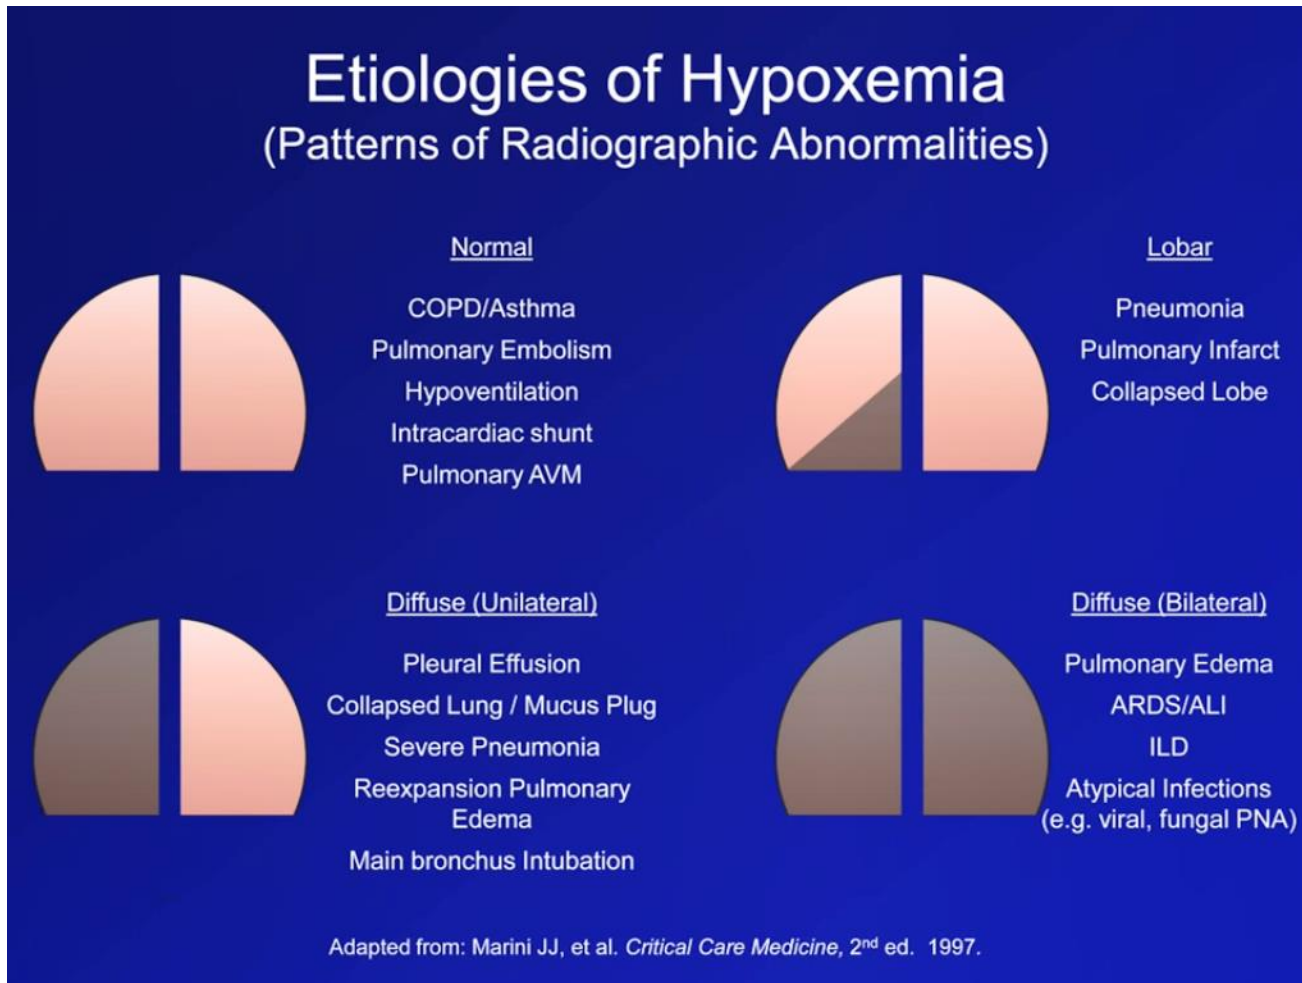 Etiologies of Hypoxemia
(Patterns of Radiographic Abnormalities)
Normal
COPD/Asthma
Pulmonary Embolism
Hypoventilation
Intracardiac shunt
Pulmonary AVM
Lobar
Pneumonia
Pulmonary Infarct
Collapsed Lobe
Diffuse (Unilateral)
Pleural Effusion
Collapsed Lung / Mucus Plug
Severe Pneumonia
Reexpansion Pulmonary
Edema
Main bronchus Intubation
Diffuse (Bilateral)
Pulmonary Edema
ARDS/ALI
ILD
Atypical Infections
(e.g. viral, fungal PNA)
Adapted from: Marini JJ, et al. Critical Care Medicine, 2nd ed. 1997.